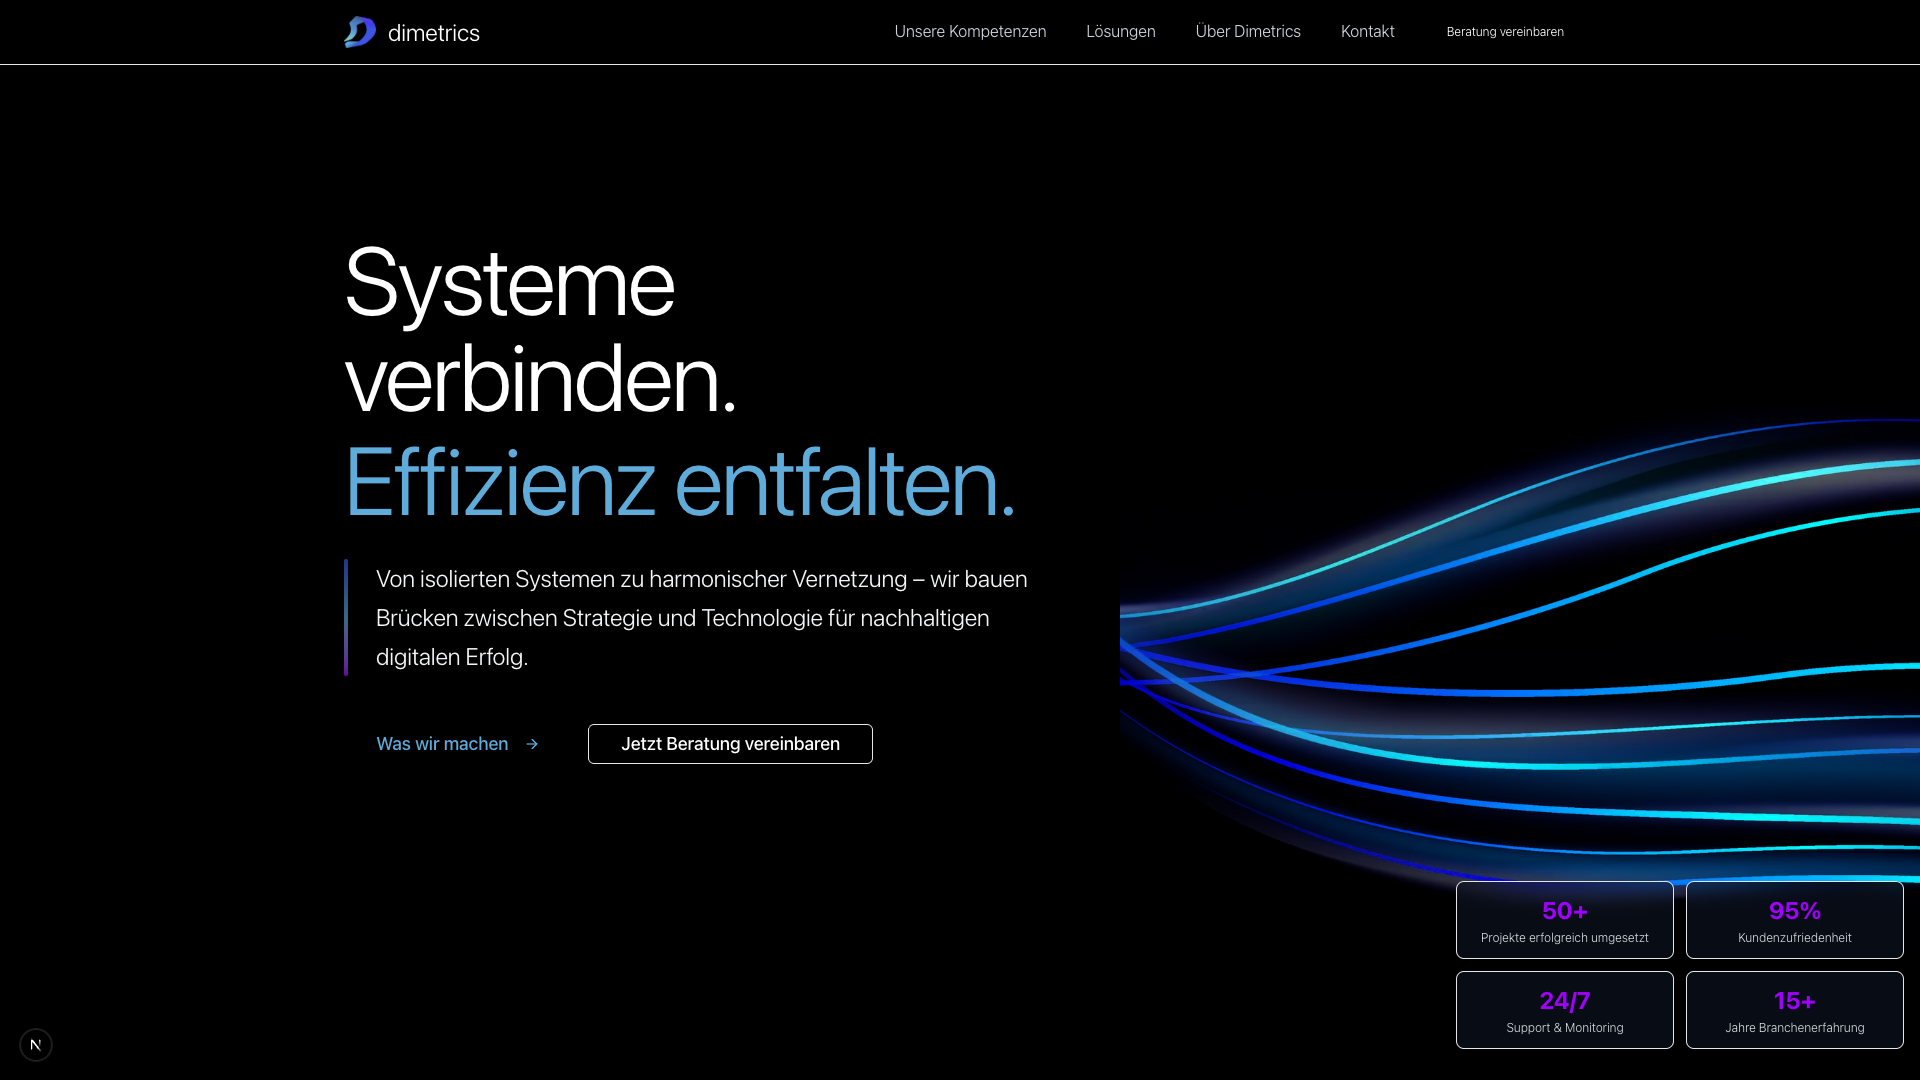 dimetrics
Unsere Kompetenzen
Lösungen
Über Dimetrics
Kontakt
Beratung vereinbaren
Systeme
verbinden.
Effizienz entfalten.
Von isolierten Systemen zu harmonischer Vernetzung – wir bauen
Brücken zwischen Strategie und Technologie für nachhaltigen
digitalen Erfolg.
Was wir machen →
Jetzt Beratung vereinbaren
50+
Projekte erfolgreich umgesetzt
95%
Kundenzufriedenheit
24/7
Support & Monitoring
15+
Jahre Branchenerfahrung
N